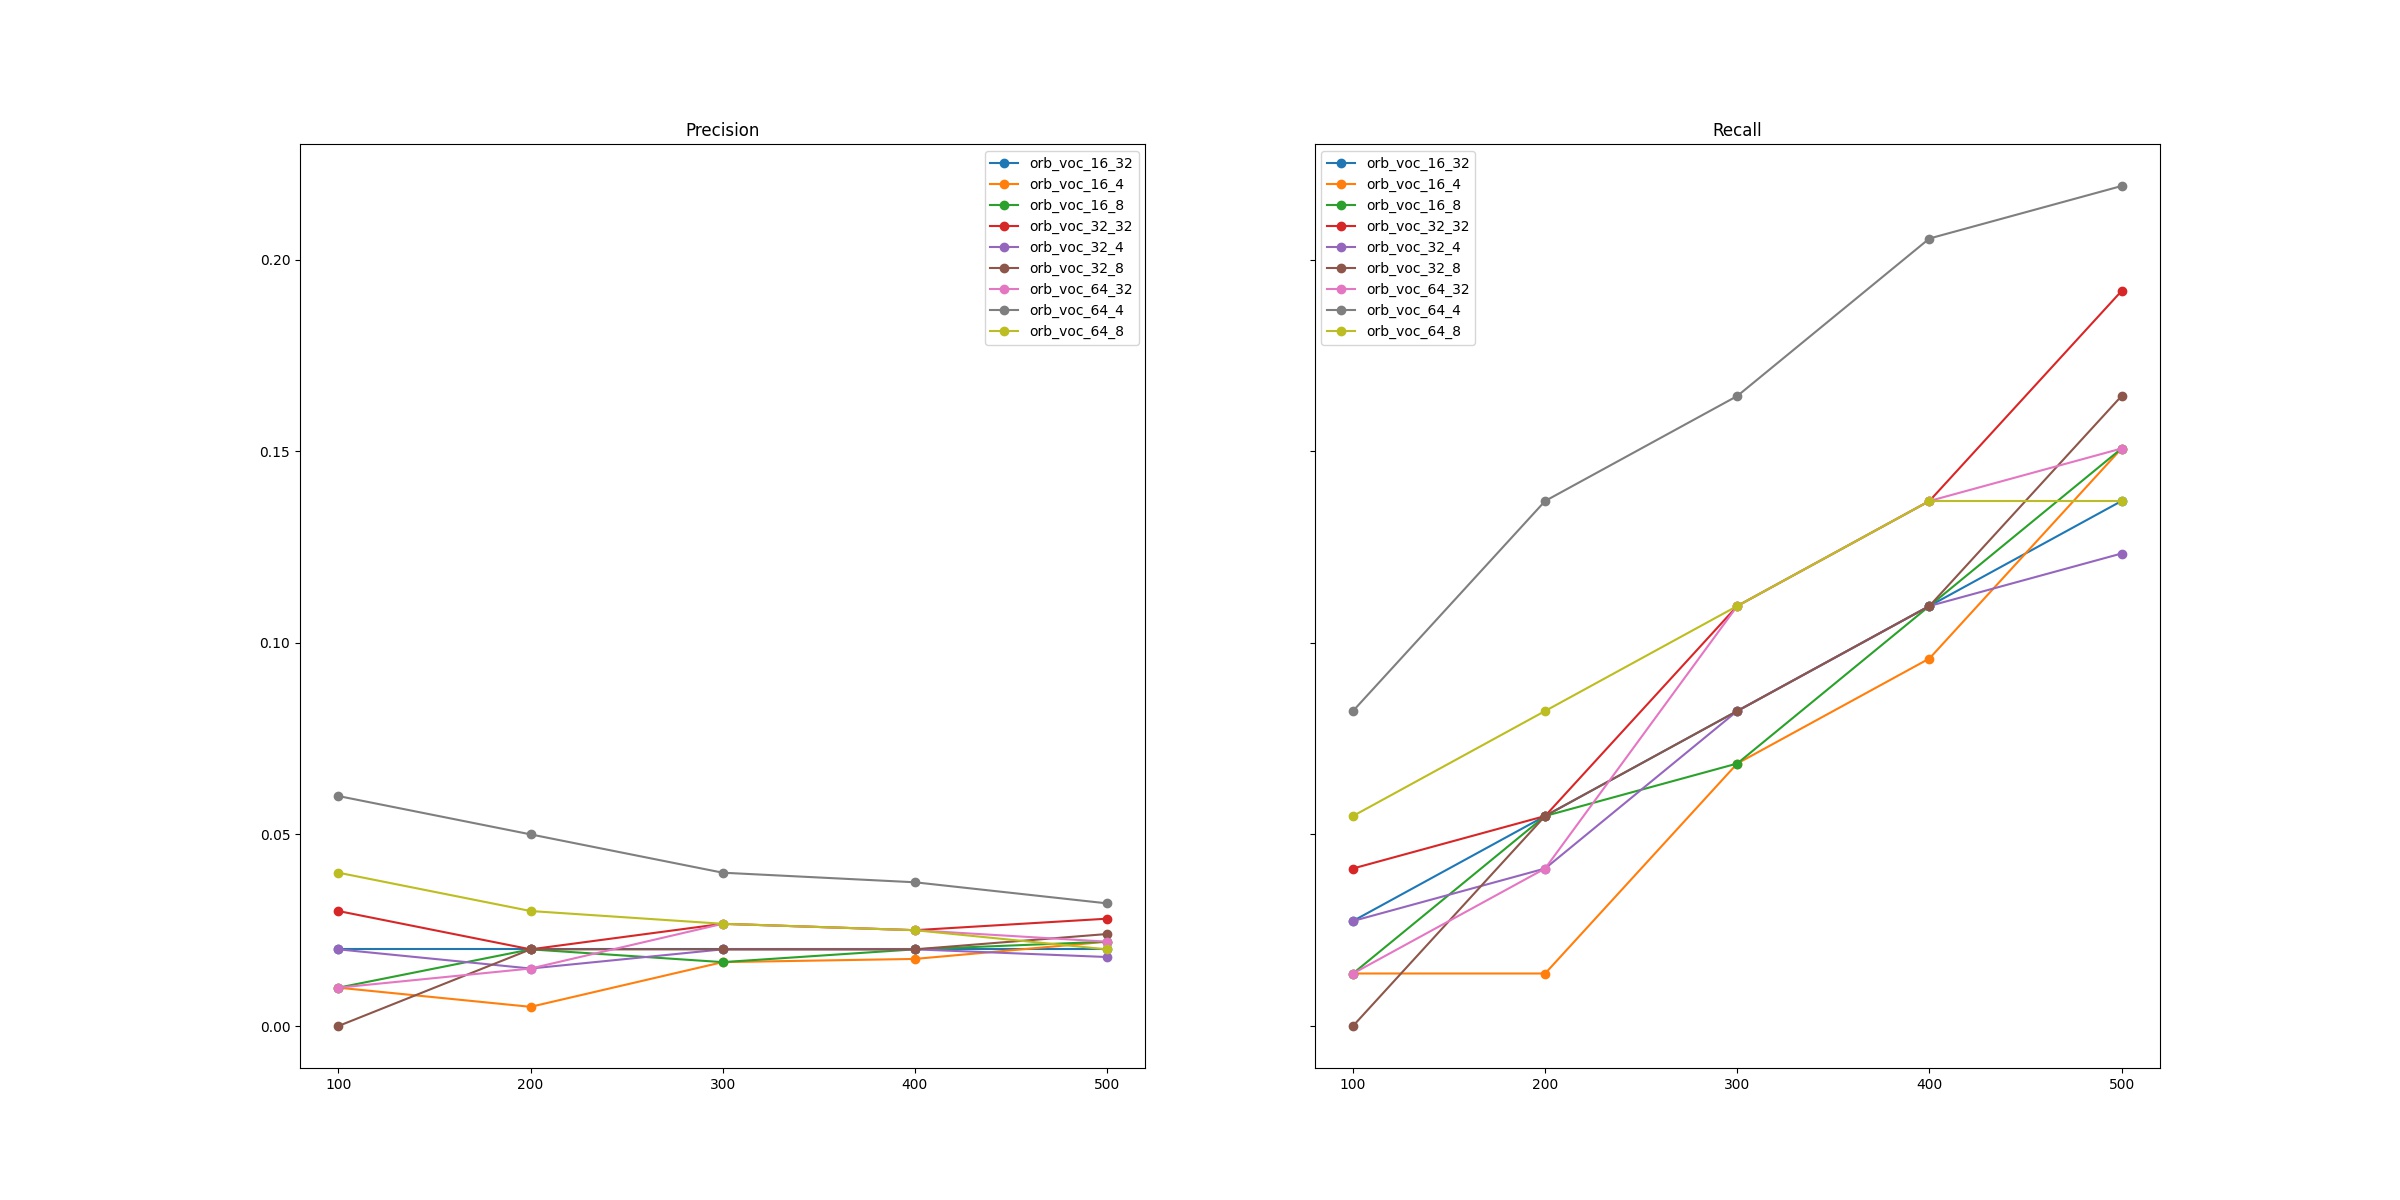 Precision
0.20
0.15
0.10
0.05
0.00
100 200 300 400 500
orb_voc_16_32
orb_voc_16_4
orb_voc_16_8
orb_voc_32_32
orb_voc_32_4
orb_voc_32_8
orb_voc_64_32
orb_voc_64_4
orb_voc_64_8
Recall
orb_voc_16_32
orb_voc_16_4
orb_voc_16_8
orb_voc_32_32
orb_voc_32_4
orb_voc_32_8
orb_voc_64_32
orb_voc_64_4
orb_voc_64_8
100 200 300 400 500